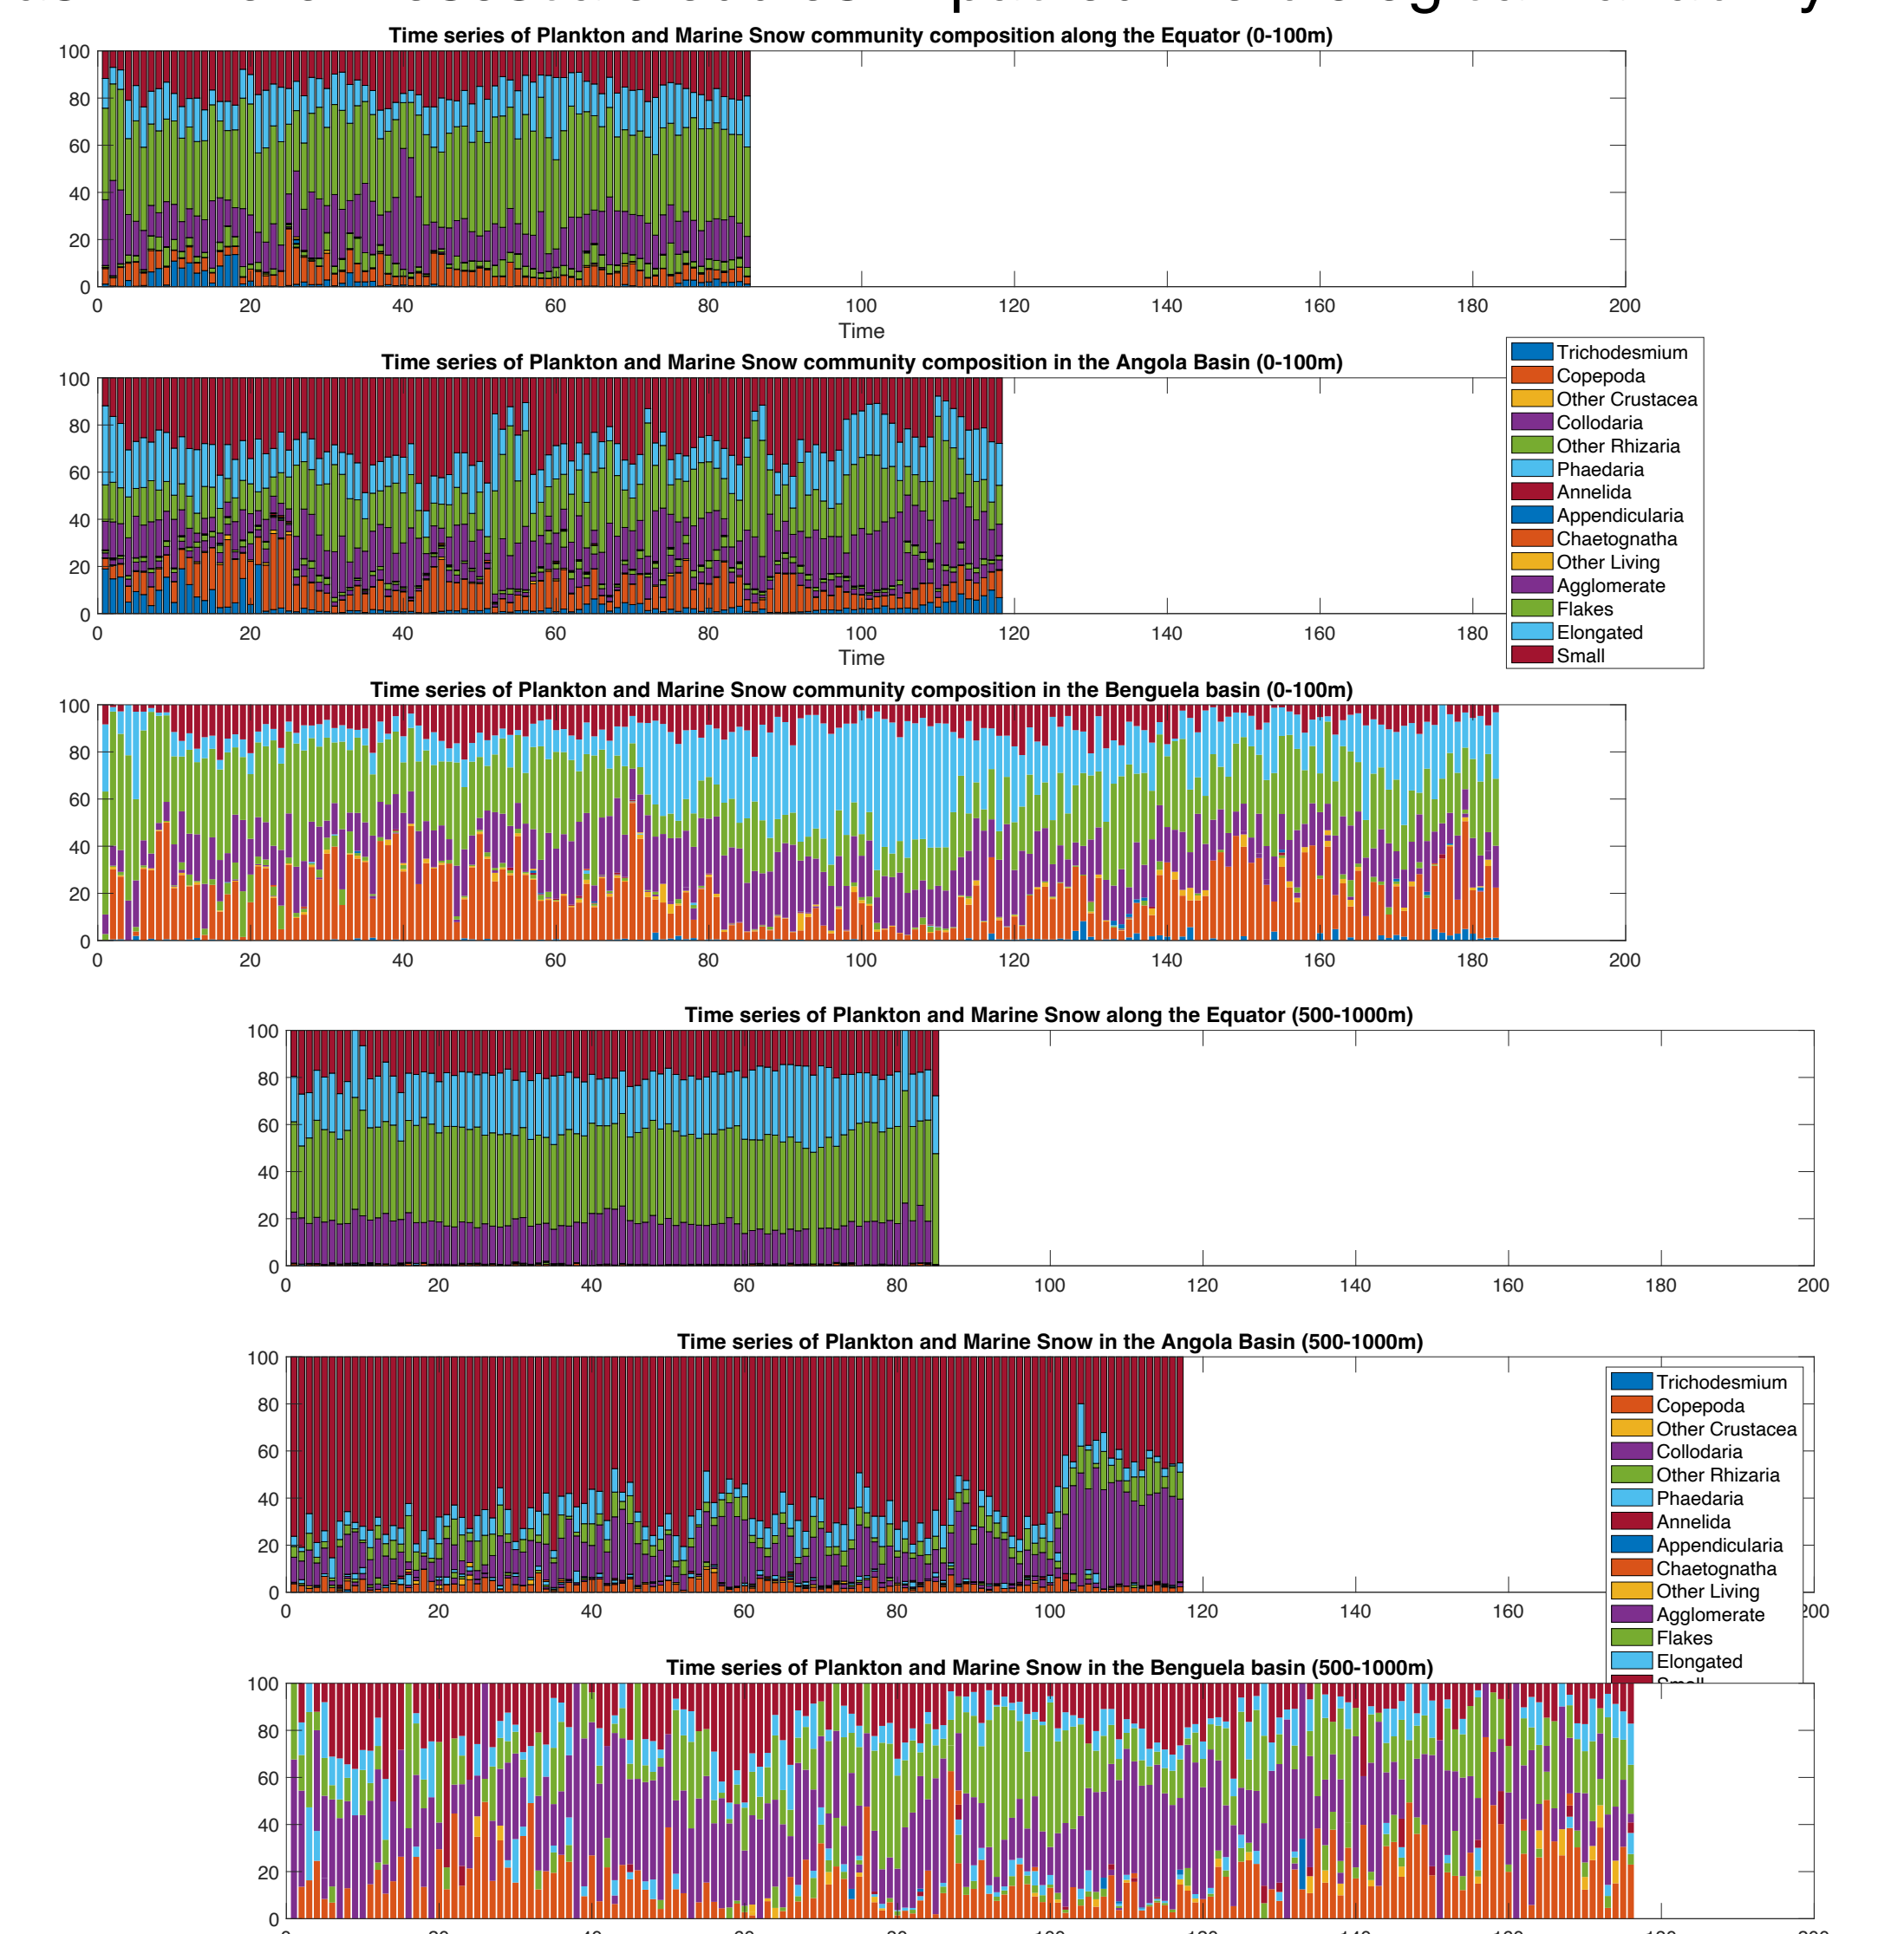 Time series of Plankton and Marine Snow community composition along the Equator (0-100m)
100
80
60
40
20
0
0 20 40 60 80 100 120 140 160 180 200
Time
Time series of Plankton and Marine Snow community composition in the Angola Basin (0-100m)
100
80
60
40
20
0
0 20 40 60 80 100 120 140 160 180
Time
Trichodesmium
Copepoda
Other Crustacea
Collodaria
Other Rhizaria
Phaedaria
Annelida
Appendicularia
Chaetognatha
Other Living
Agglomerate
Flakes
Elongated
Small
Time series of Plankton and Marine Snow community composition in the Benguela basin (0-100m)
100
80
60
40
20
0
0 20 40 60 80 100 120 140 160 180 200
Time series of Plankton and Marine Snow along the Equator (500-1000m)
100
80
60
40
20
0
0 20 40 60 80 100 120 140 160 180 200
Time series of Plankton and Marine Snow in the Angola Basin (500-1000m)
100
80
60
40
20
0
0 20 40 60 80 100 120 140 160 200
Trichodesmium
Copepoda
Other Crustacea
Collodaria
Other Rhizaria
Phaedaria
Annelida
Appendicularia
Chaetognatha
Other Living
Agglomerate
Flakes
Elongated
Time series of Plankton and Marine Snow in the Benguela basin (500-1000m)
100
80
60
40
20
0